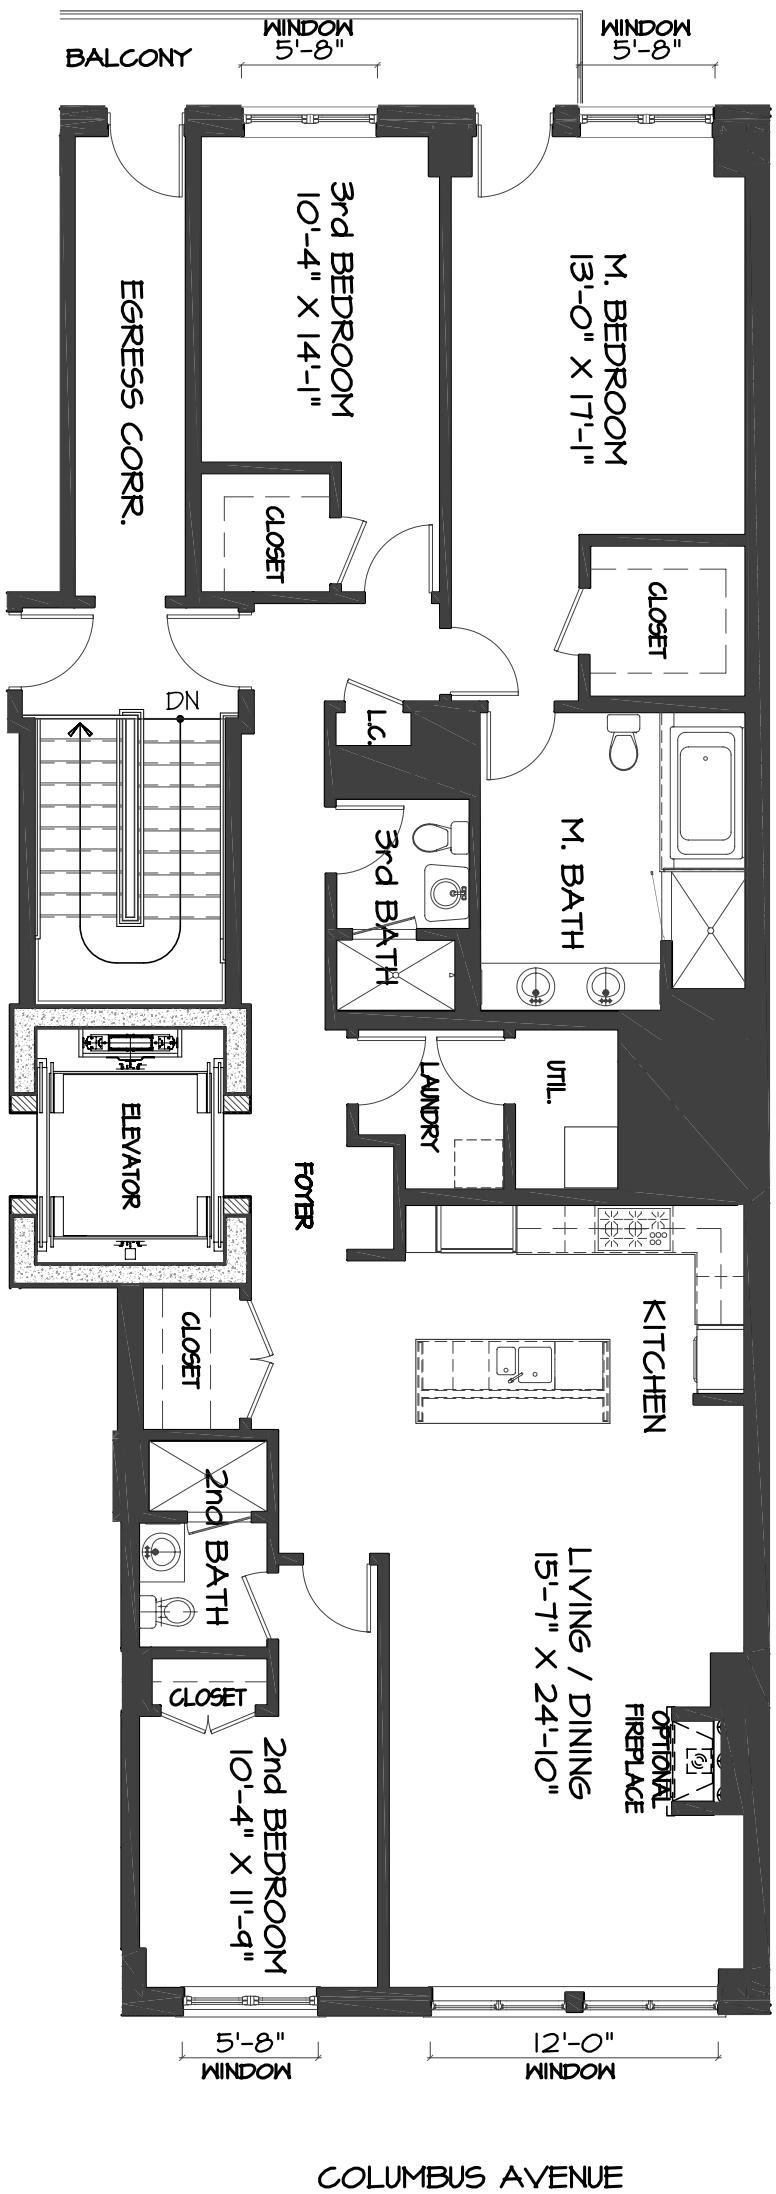 WINDOW
5'-8"
WINDOW
5'-8"
BALCONY
EGRESS CORR.
3rd BEDROOM
10'-4" X 14'-1"
M. BEDROOM
13'-0" X 17'-1"
CLOSET
CLOSET
DN
L.C.
3rd BATH
M. BATH
ELEVATOR
FOYER
LAUNDRY
UTIL.
CLOSET
KITCHEN
2nd BATH
LIVING / DINING
15'-7" X 24'-10"
CLOSET
OPTIONAL
FIREPLACE
2nd BEDROOM
10'-4" X 11'-9"
5'-8"
WINDOW
12'-0"
WINDOW
COLUMBUS AVENUE